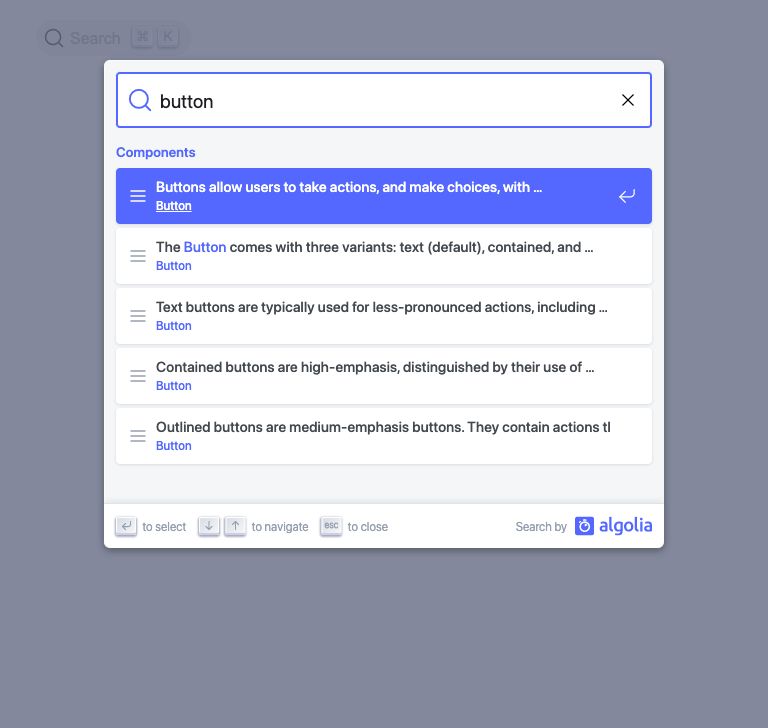 Search ⌘ K
button
Components
Buttons allow users to take actions, and make choices, with ...
Button
The Button comes with three variants: text (default), contained, and ...
Button
Text buttons are typically used for less-pronounced actions, including ...
Button
Contained buttons are high-emphasis, distinguished by their use of ...
Button
Outlined buttons are medium-emphasis buttons. They contain actions
Button
to select to navigate esc to close Search by algolia